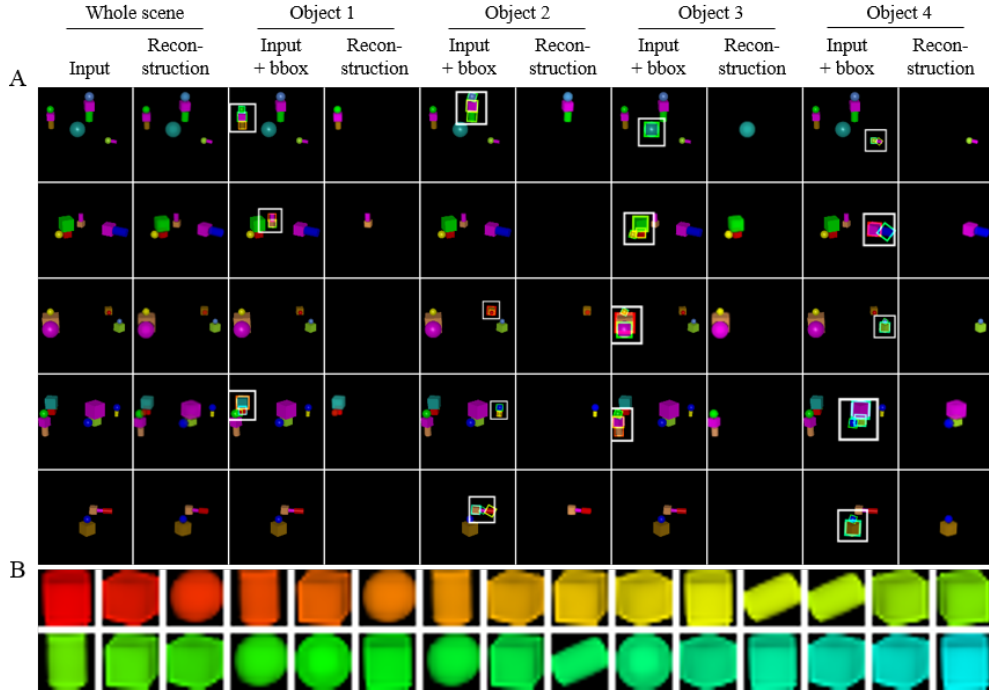 Whole scene Object 1 Object 2 Object 3 Object 4
Recon- Input Recon- Input Recon- Input Recon- Input Recon-
Input struction + bbox struction + bbox struction + bbox struction + bbox struction
A
B